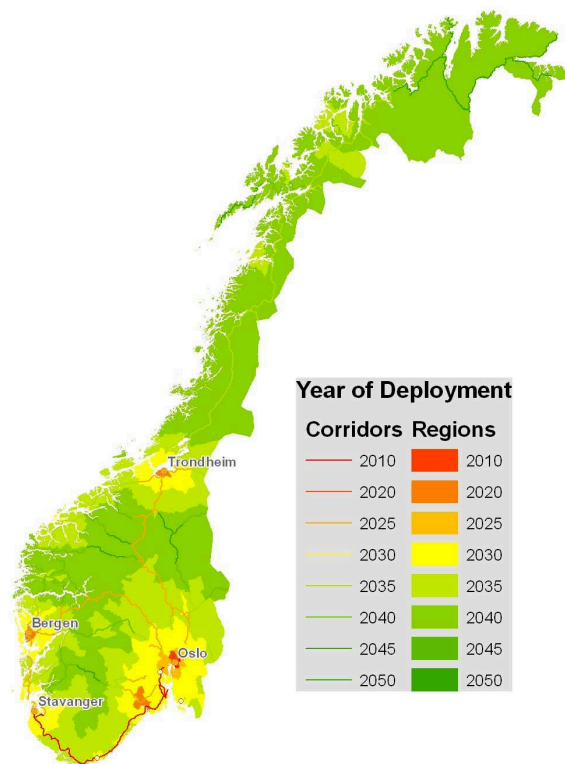 Year of Deployment
Corridors Regions
2010 2010
2020 2020
2025 2025
2030 2030
2035 2035
2040 2040
2045 2045
2050 2050
Trondheim
Bergen
Oslo
Stavanger